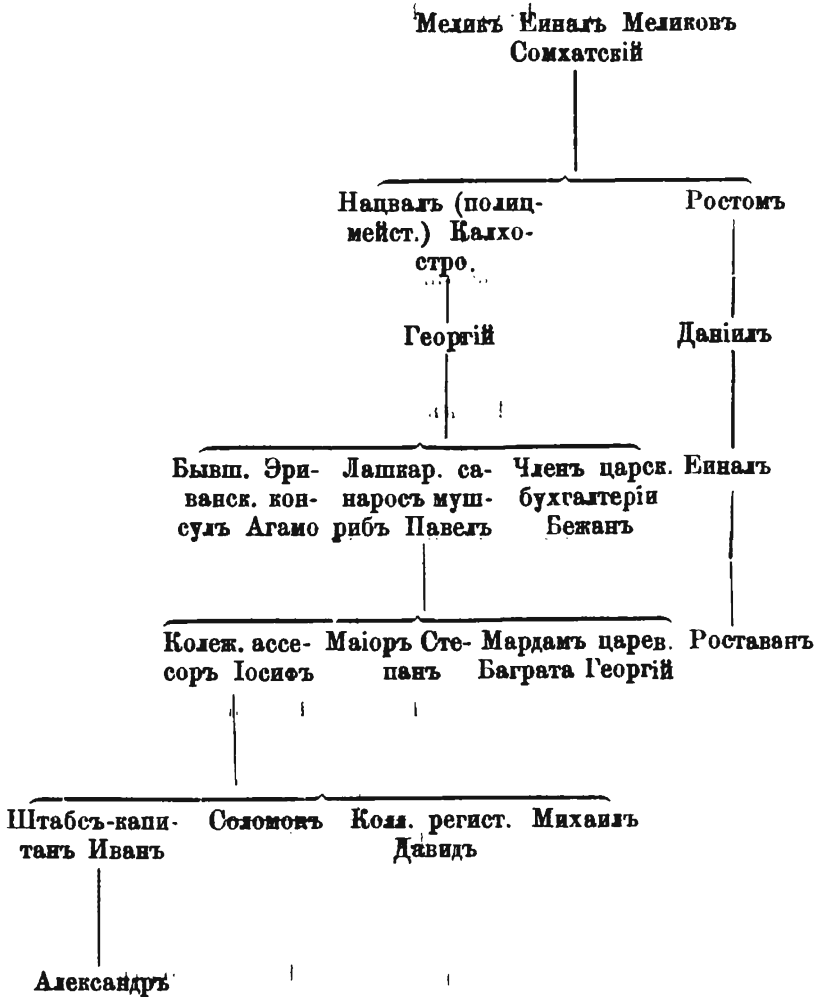 Меликъ Еиналъ Меликовъ
Сомхатскій
Нацвалъ (полиц-
мейст.) Калхо-
стро.
Ростомъ
Георгій
Даніилъ
Бывш. Эри-
ванск. кон-
сулъ Агамо
Лашкар. са-
наросъ муш-
рибъ Павелъ
Членъ царск.
бухгалтеріи
Бежанъ
Еиналъ
Колеж. ассе-
соръ Іосифъ
Маіоръ Сте-
панъ
Мардамъ царев.
Баграта Георгій
Роставанъ
Штабсъ-капи-
танъ Иванъ
Соломонъ
Колл. регист.
Давидъ
Михаилъ
Александръ